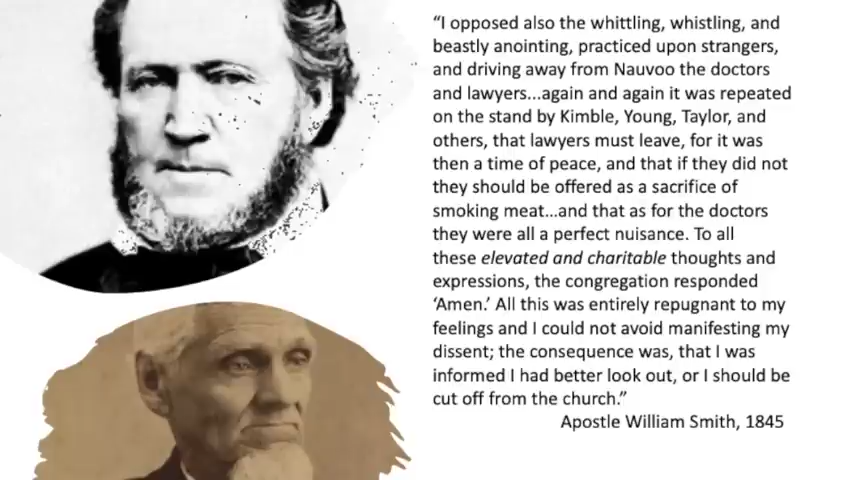 “I opposed also the whittling, whistling, and
beastly anointing, practiced upon strangers,
and driving away from Nauvoo the doctors
and lawyers...again and again it was repeated
on the stand by Kimble, Young, Taylor, and
others, that lawyers must leave, for it was
then a time of peace, and that if they did not
they should be offered as a sacrifice of
smoking meat...and that as for the doctors
they were all a perfect nuisance. To all
these elevated and charitable thoughts and
expressions, the congregation responded
‘Amen.’ All this was entirely repugnant to my
feelings and I could not avoid manifesting my
dissent; the consequence was, that I was
informed I had better look out, or I should be
cut off from the church.”
Apostle William Smith, 1845